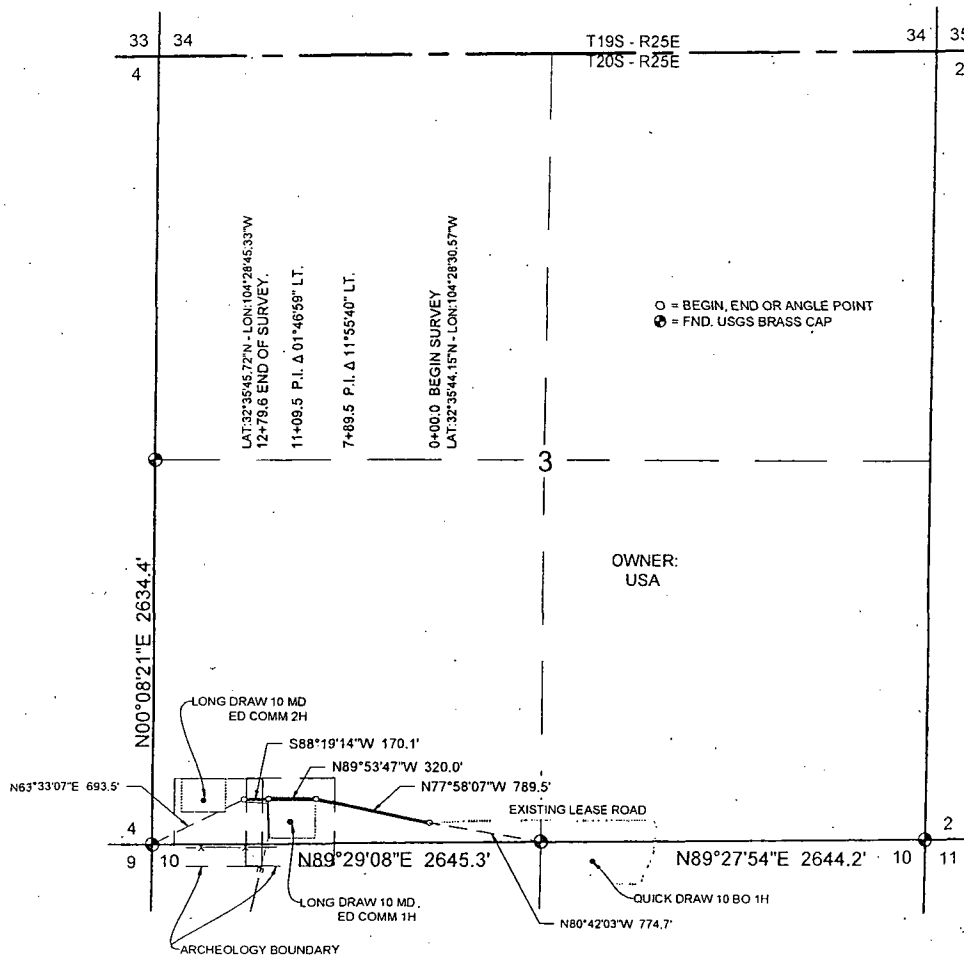 33 34
T19S - R25E
34 35
4
T20S - R25E
2
LAT:32°35'45.72"N - LON:104°28'45.33"W
12+79.6 END OF SURVEY.
11+09.5 P.I. Δ 01°46'59" LT.
7+89.5 P.I. Δ 11°55'40" LT.
0+00.0 BEGIN SURVEY
LAT:32°35'44.15"N - LON:104°28'30.57"W
O = BEGIN, END OR ANGLE POINT
= FND. USGS BRASS CAP
3
OWNER:
USA
N00°08'21"E 2634.4'
LONG DRAW 10 MD
ED COMM 2H
S88°19'14"W 170.1'
N89°53'47"W 320.0'
N63°33'07"E 693.5'
N77°58'07"W 789.5'
EXISTING LEASE ROAD
4
2
9 10
N89°29'08"E 2645.3'
N89°27'54"E 2644.2'
10 11
QUICK DRAW 10 BO 1H
LONG DRAW 10 MD.
ED COMM 1H
N80°42'03"W 774.7'
ARCHEOLOGY BOUNDARY